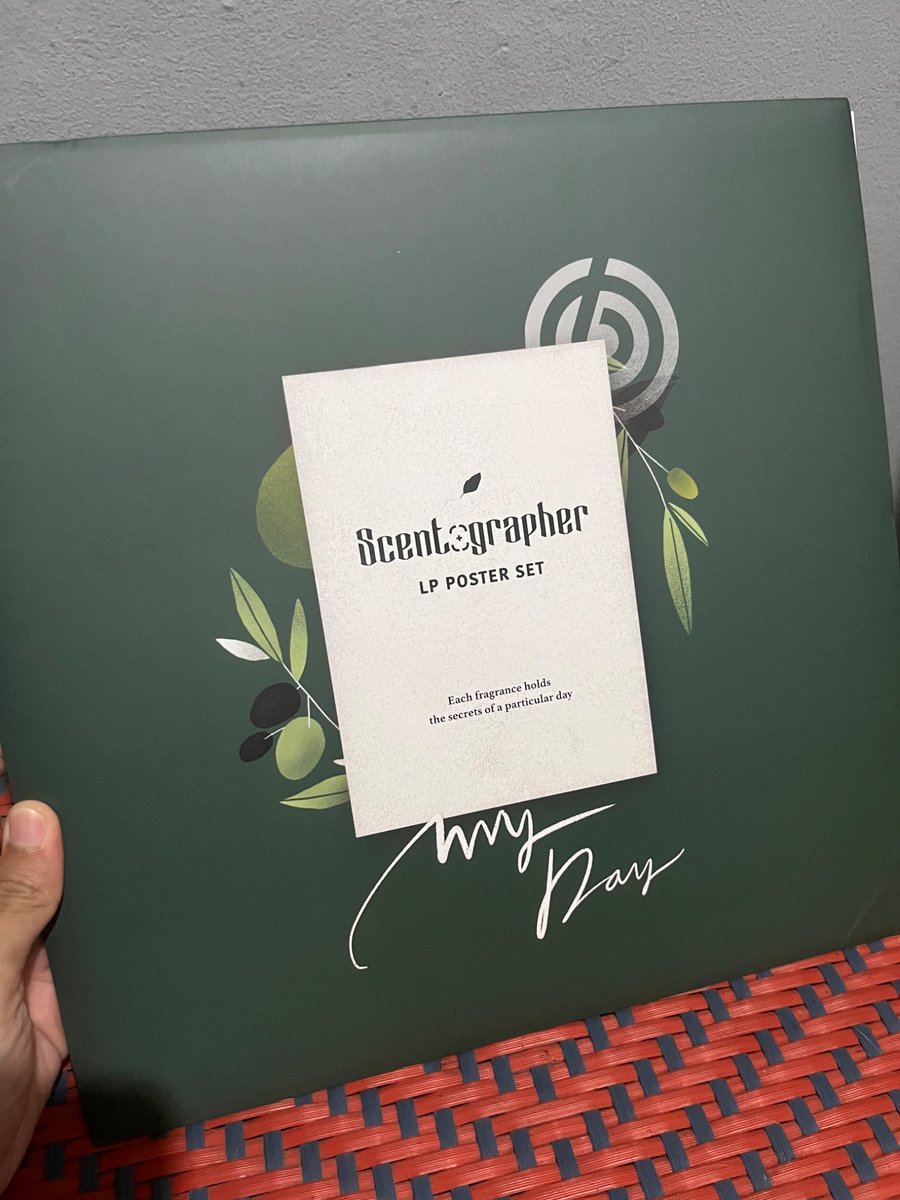 Scentographer
LP POSTER SET
Each fragrance holds
the secrets of a particular day
My
Day